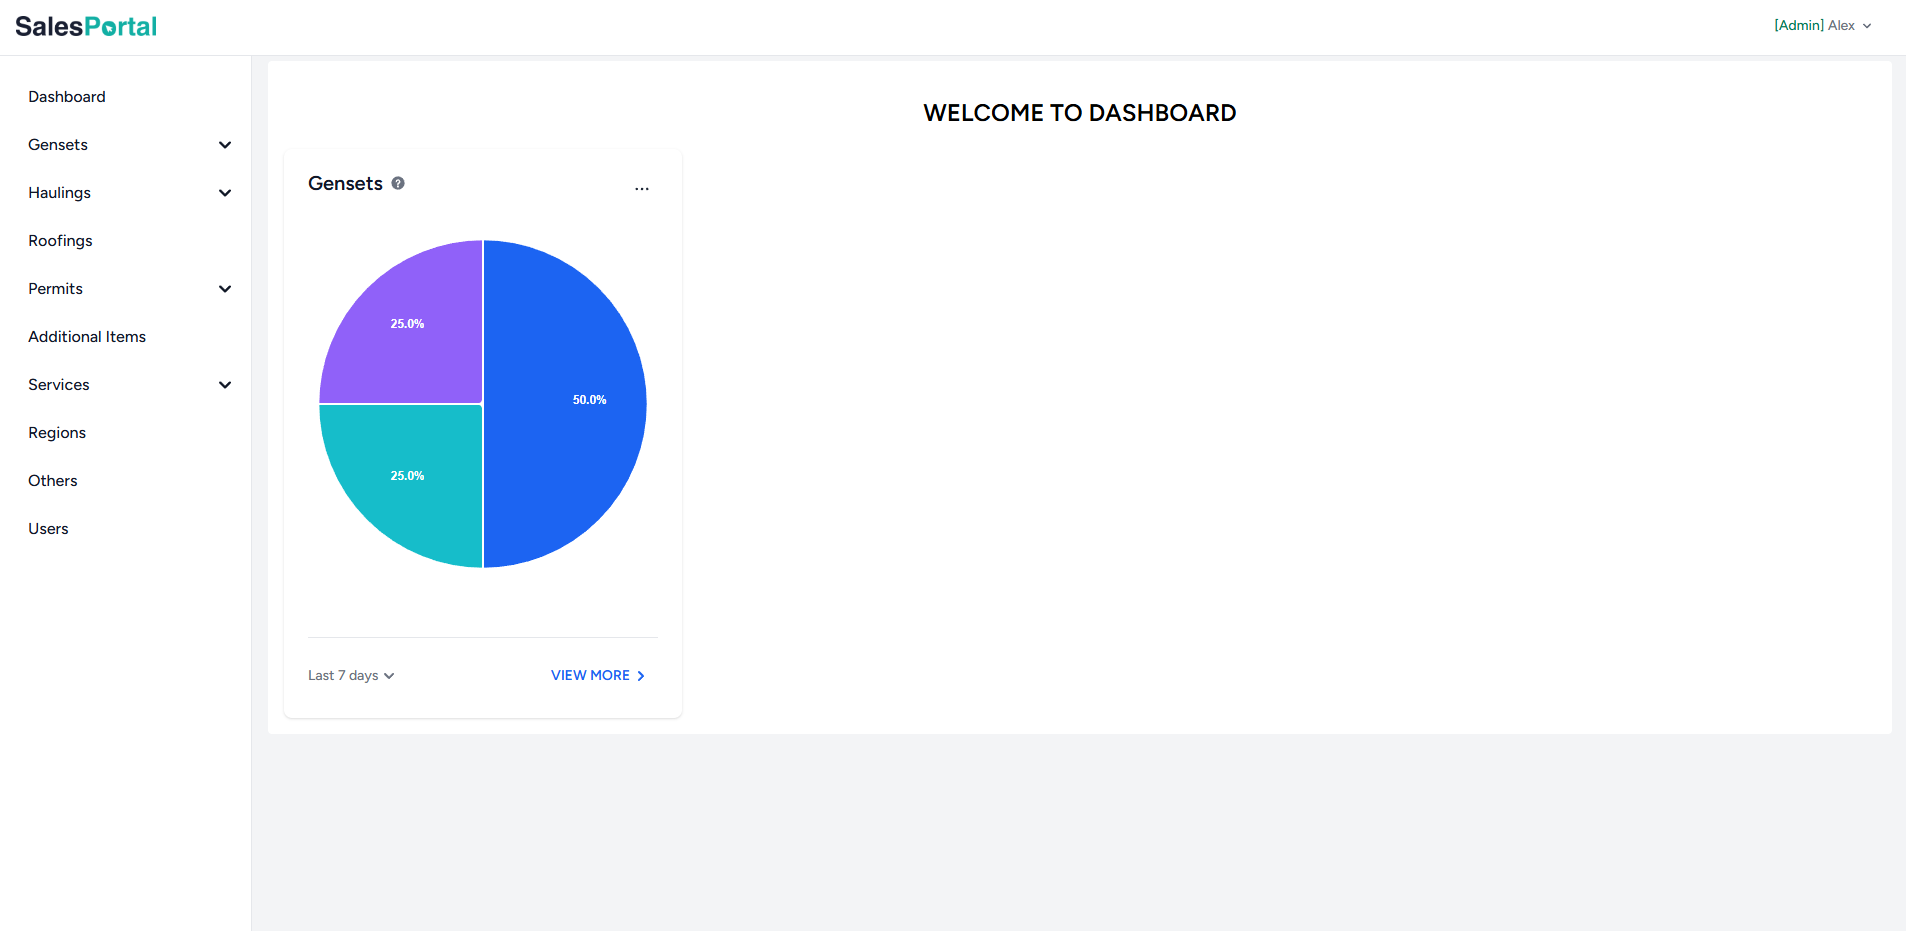 SalesPortal
[Admin] Alex
Dashboard
Gensets
Haulings
Roofings
Permits
Additional Items
Services
Regions
Others
Users
WELCOME TO DASHBOARD
Gensets ?
...
25.0%
50.0%
25.0%
Last 7 days
VIEW MORE